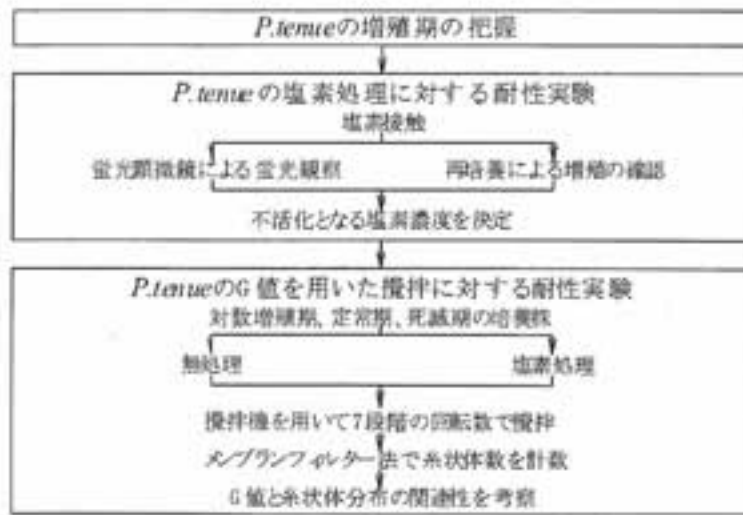 P.tenueの増殖期の把握
P.tenueの塩素処理に対する耐性実験
塩素接触
蛍光顕微鏡による蛍光観察 再培養による増殖の確認
不活化となる塩素濃度を決定
P.tenueのG値を用いた攪拌に対する耐性実験
対数増殖期、定常期、死滅期の培養株
無処理 塩素処理
攪拌機を用いて7段階の回転数で攪拌
メンブランフィルター法で糸状体数を計数
G値と糸状体分布の関連性を考察